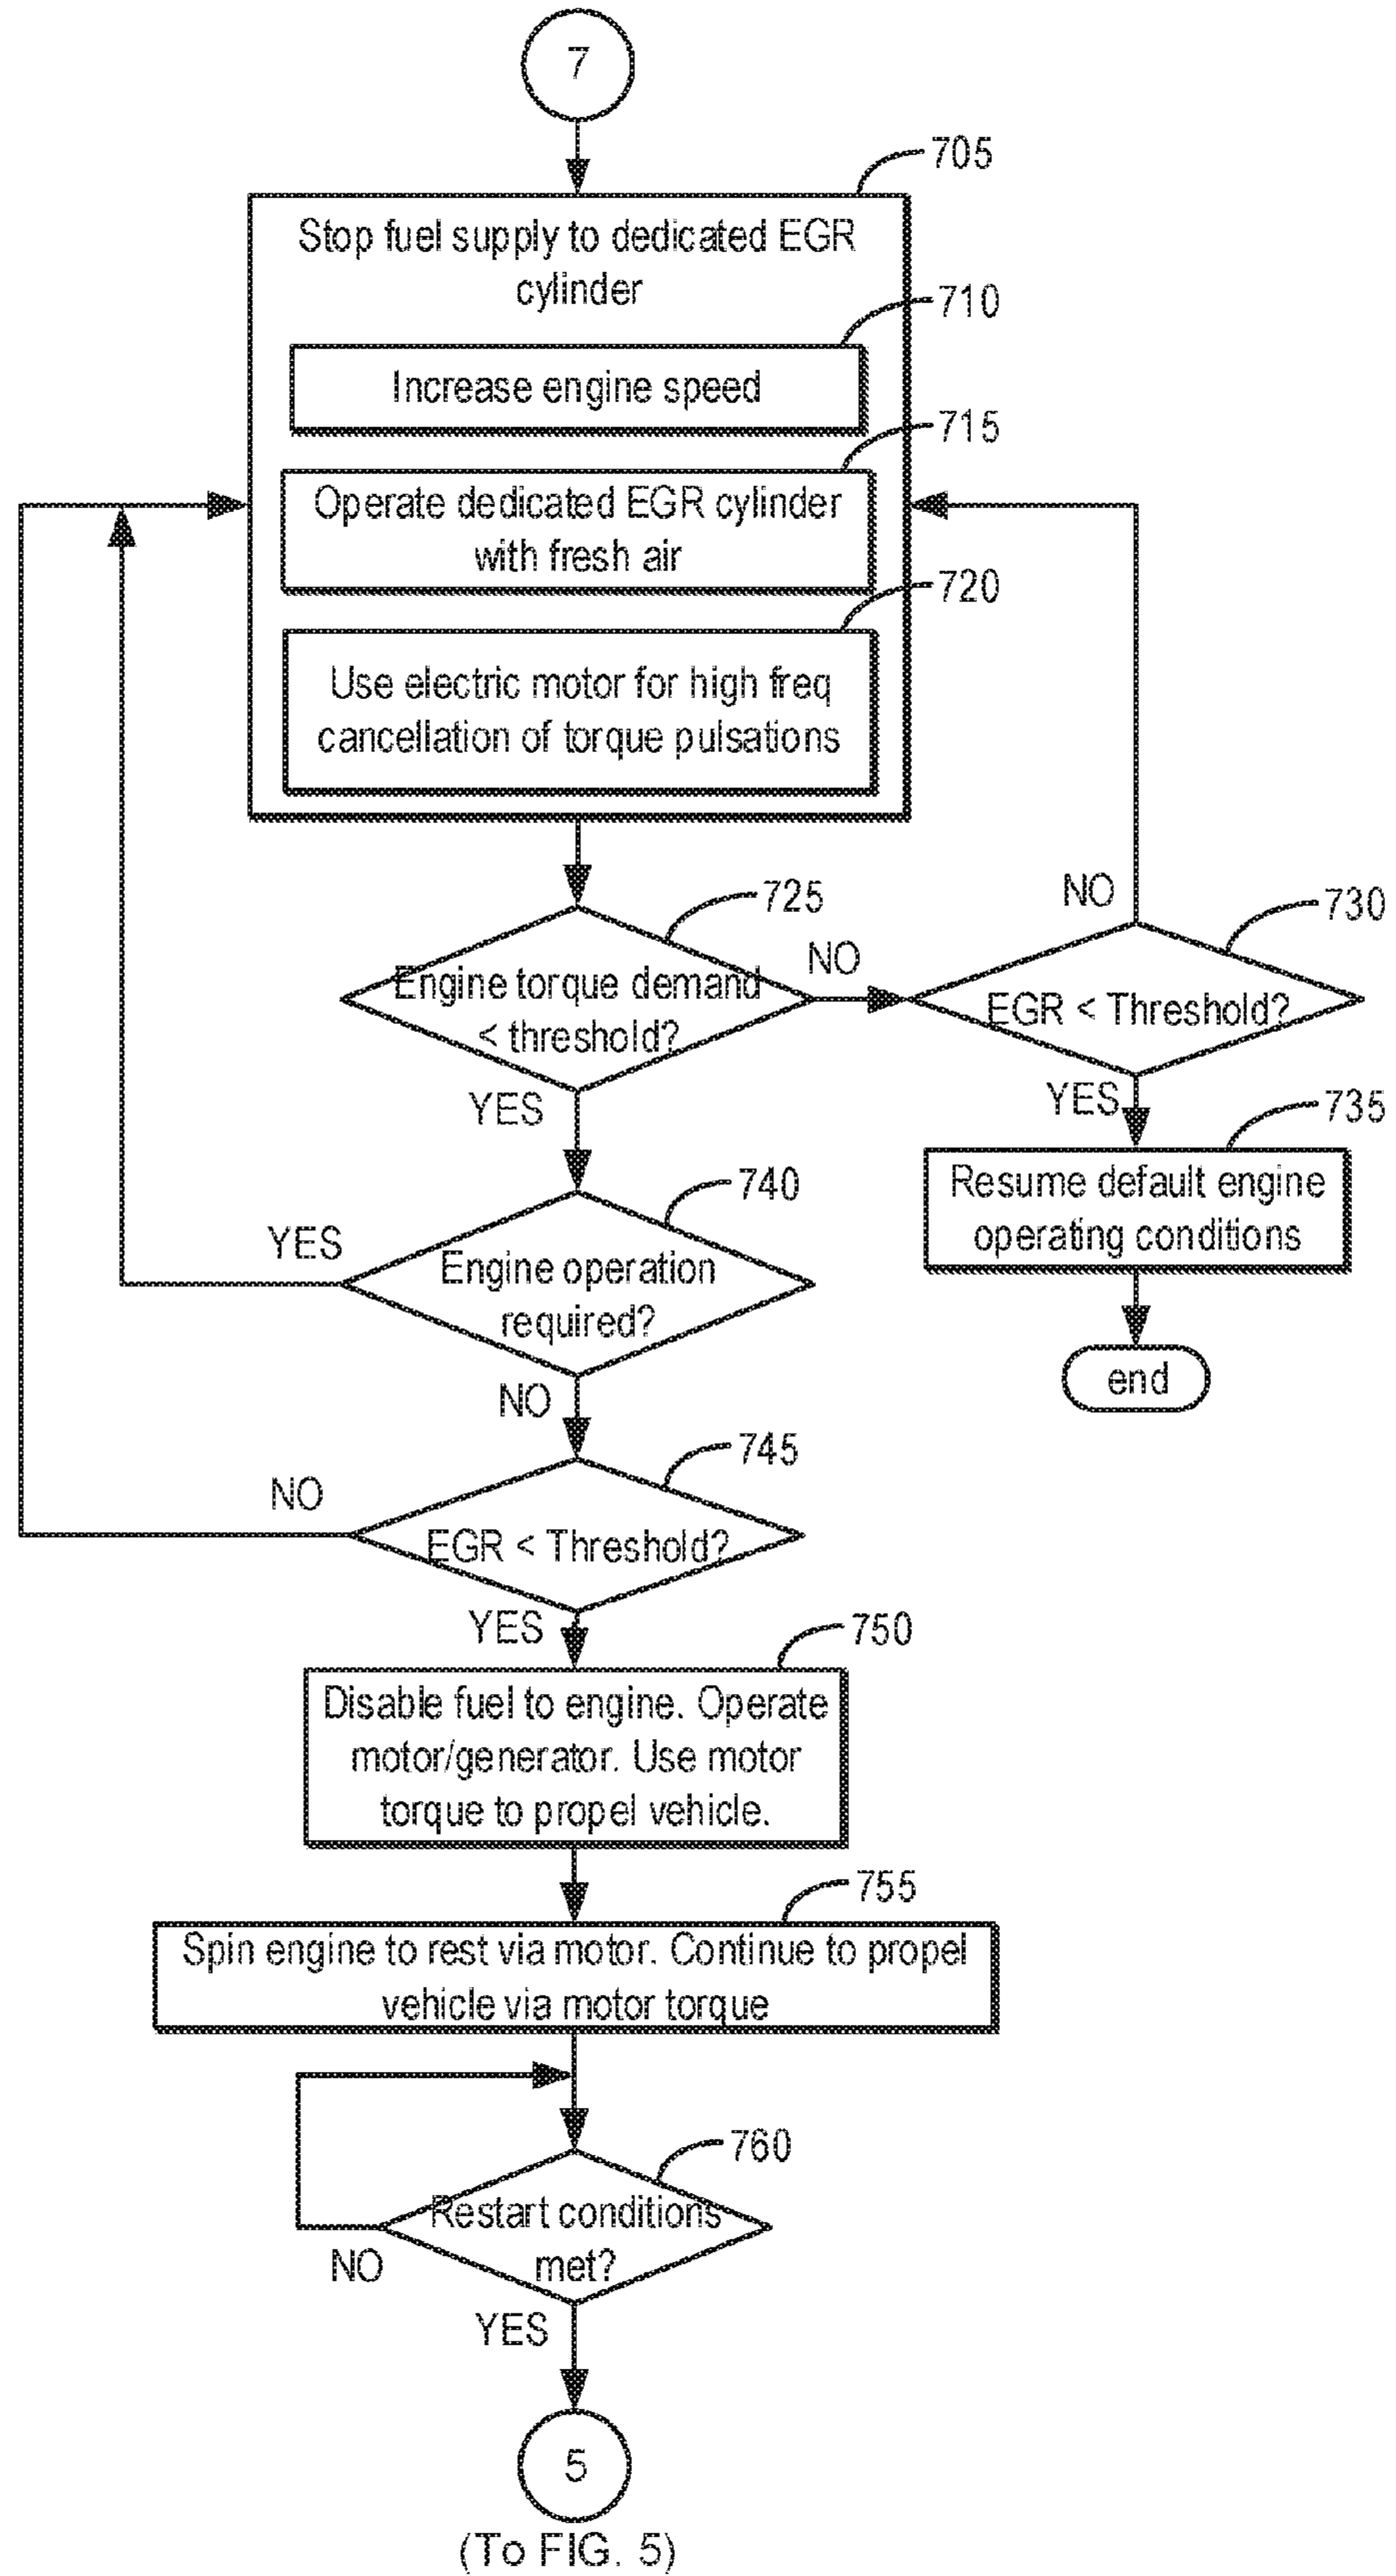 7
705
Stop fuel supply to dedicated EGR
cylinder
710
Increase engine speed
715
Operate dedicated EGR cylinder
with fresh air
720
Use electric motor for high freq
cancellation of torque pulsations
725
Engine torque demand
< threshold?
NO
NO
730
EGR < Threshold?
YES
735
Resume default engine
operating conditions
end
YES
740
YES
Engine operation
required?
NO
745
NO
EGR < Threshold?
YES
750
Disable fuel to engine. Operate
motor/generator. Use motor
torque to propel vehicle.
755
Spin engine to rest via motor. Continue to propel
vehicle via motor torque
760
Restart conditions
met?
NO
YES
5
(To FIG. 5)